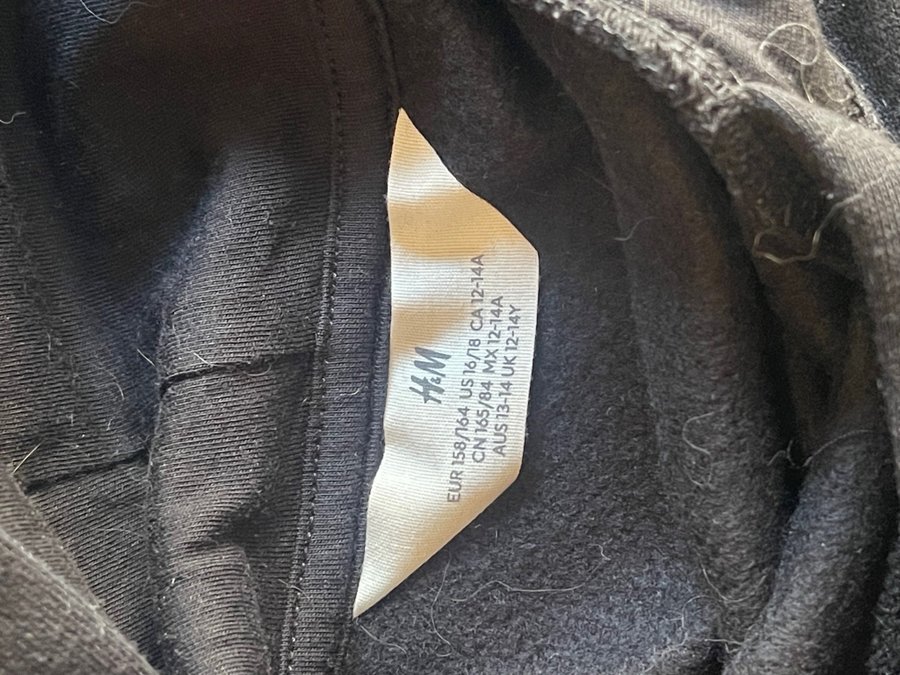 H&M
EUR 158/164 US 16/18 CA 12-14A
CN 165/84 MX 12-14A
AUS 13-14 UK 12-14Y